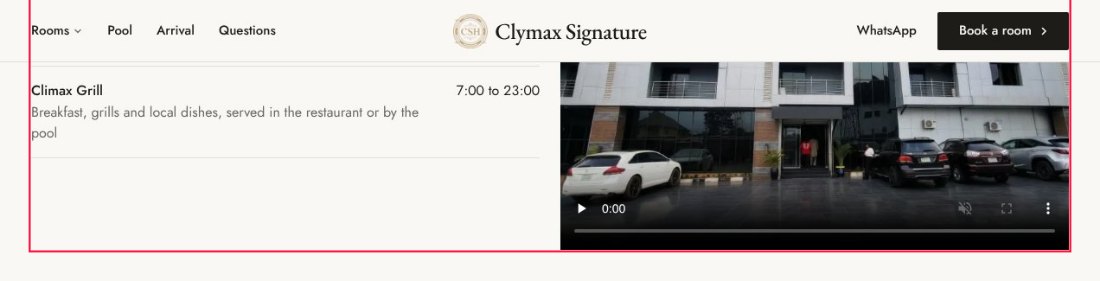 Rooms
Pool
Arrival
Questions
CSH
Clymax Signature
WhatsApp
Book a room
Climax Grill
7:00 to 23:00
Breakfast, grills and local dishes, served in the restaurant or by the
pool
0:00